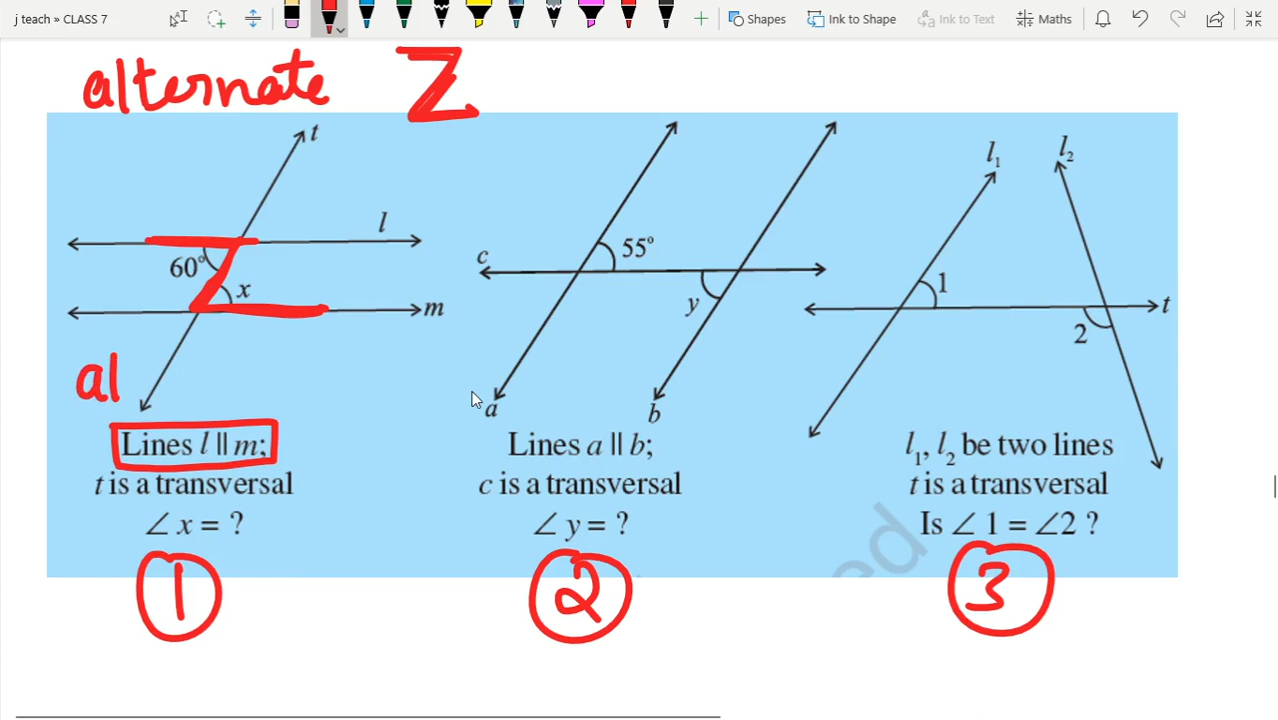 j teach » CLASS 7
Shapes
Ink to Shape
Ink to Text
Maths
alternate Z
t
l
60°
x
m
al
Lines l || m;
t is a transversal
∠ x = ?
1
c
55°
y
a
b
Lines a || b;
c is a transversal
∠ y = ?
2
l₁
l₂
1
2
t
l₁, l₂ be two lines
t is a transversal
Is ∠ 1 = ∠2 ?
3